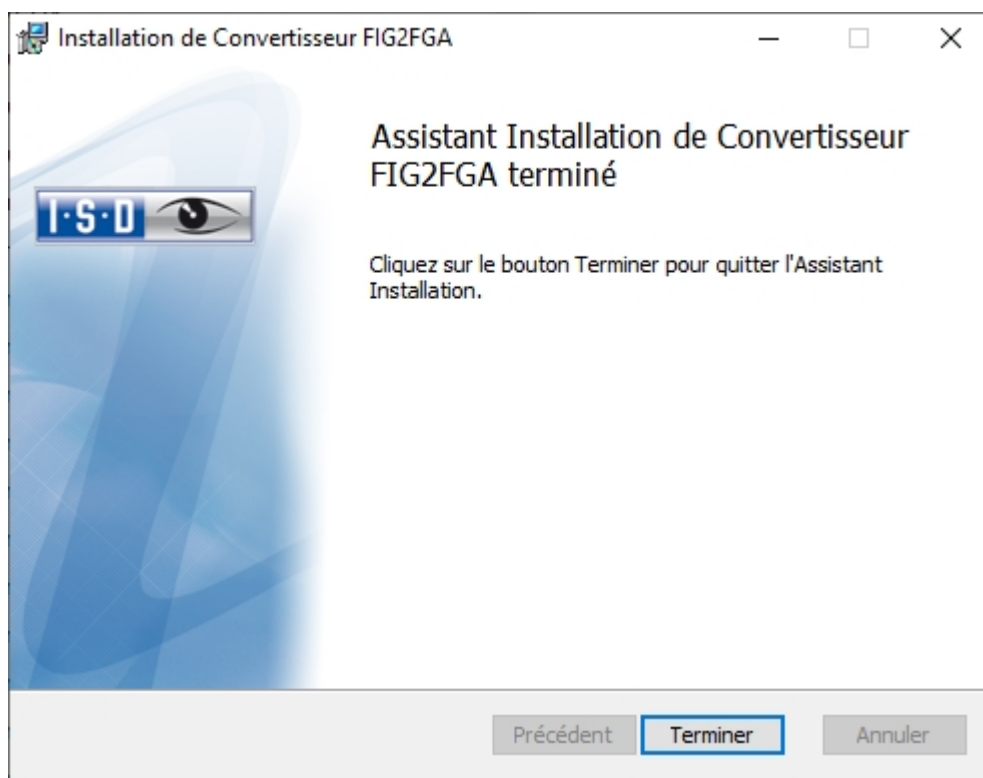 Installation de Convertisseur FIG2FGA
Assistant Installation de Convertisseur
FIG2FGA terminé
I·S·D
Cliquez sur le bouton Terminer pour quitter l'Assistant
Installation.
Précédent
Terminer
Annuler